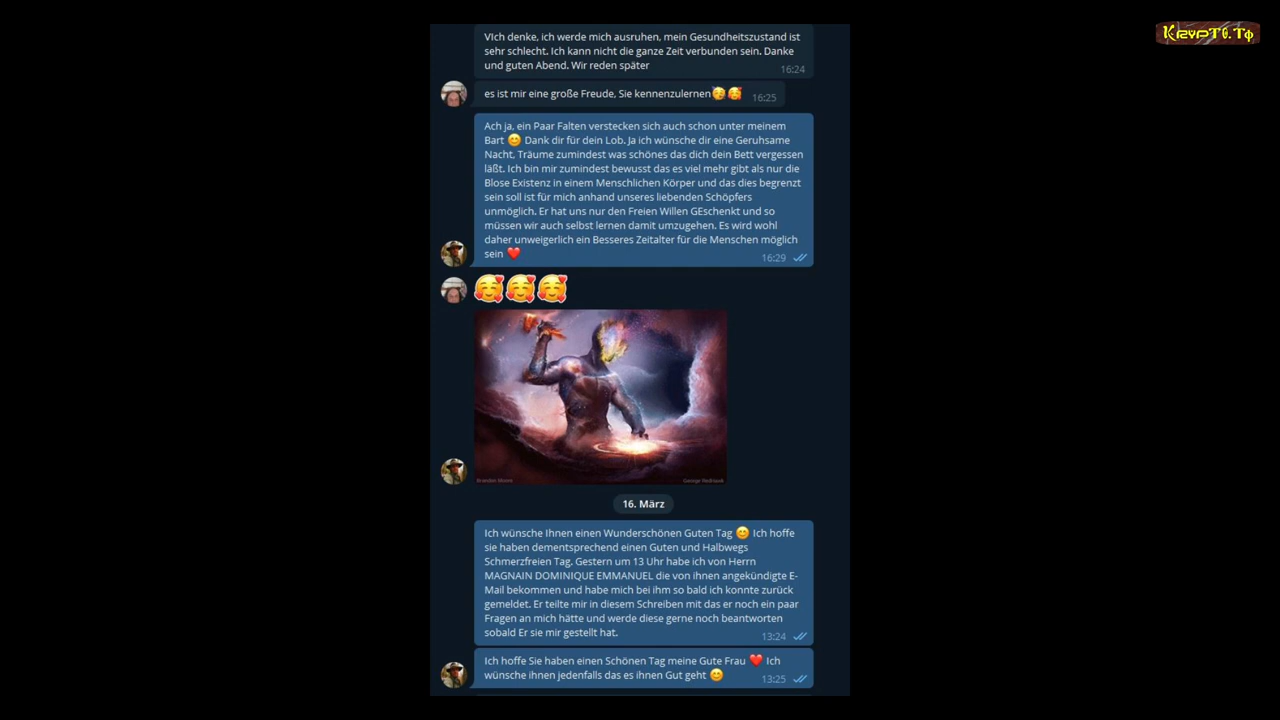 KrypTo.To
VIch denke, ich werde mich ausruhen, mein Gesundheitszustand ist
sehr schlecht. Ich kann nicht die ganze Zeit verbunden sein. Danke
und guten Abend. Wir reden später
16:24
es ist mir eine große Freude, Sie kennenzulernen🥳🥰 16:25
Ach ja, ein Paar Falten verstecken sich auch schon unter meinem
Bart 😊 Dank dir für dein Lob. Ja ich wünsche dir eine Geruhsame
Nacht, Träume zumindest was schönes das dich dein Bett vergessen
läßt. Ich bin mir zumindest bewusst das es viel mehr gibt als nur die
Blose Existenz in einem Menschlichen Körper und das dies begrenzt
sein soll ist für mich anhand unseres liebenden Schöpfers
unmöglich. Er hat uns nur den Freien Willen GEschenkt und so
müssen wir auch selbst lernen damit umzugehen. Es wird wohl
daher unweigerlich ein Besseres Zeitalter für die Menschen möglich
sein ❤️ 16:29
🥰🥰🥰
Brenden Moore George Redhawk
16. März
Ich wünsche Ihnen einen Wunderschönen Guten Tag 😊 Ich hoffe
sie haben dementsprechend einen Guten und Halbwegs
Schmerzfreien Tag. Gestern um 13 Uhr habe ich von Herrn
MAGNAIN DOMINIQUE EMMANUEL die von ihnen angekündigte E-
Mail bekommen und habe mich bei ihm so bald ich konnte zurück
gemeldet. Er teilte mir in diesem Schreiben mit das er noch ein paar
Fragen an mich hätte und werde diese gerne noch beantworten
sobald Er sie mir gestellt hat. 13:24
Ich hoffe Sie haben einen Schönen Tag meine Gute Frau ❤️ Ich
wünsche ihnen jedenfalls das es ihnen Gut geht 😊 13:25